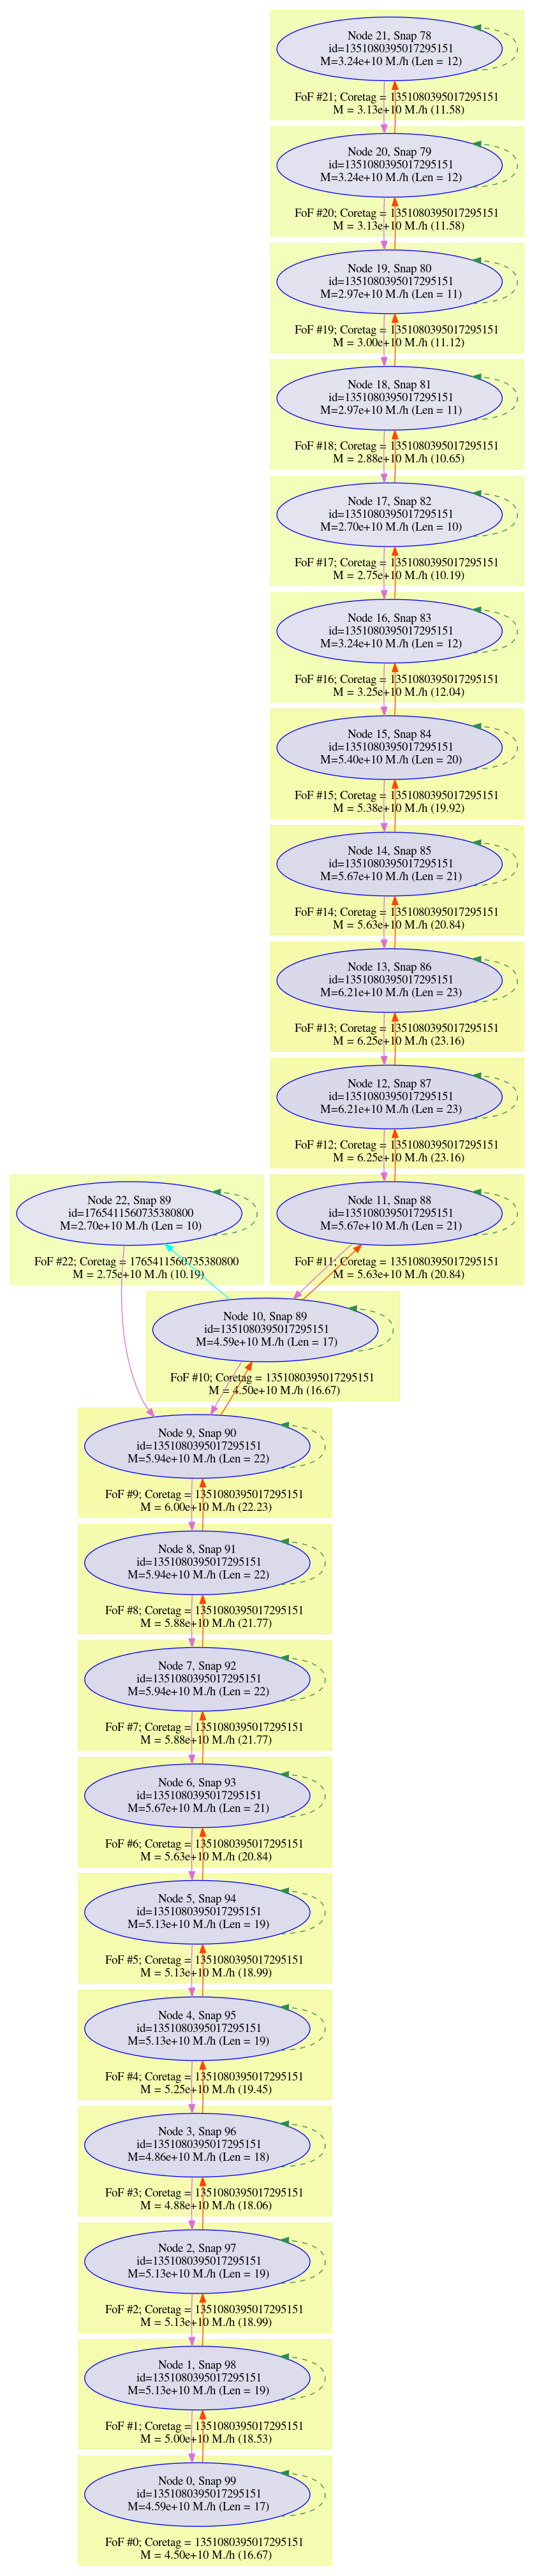 Node 21, Snap 78
id=1351080395017295151
M=3.24e+10 M./h (Len = 12)
FoF #21; Coretag = 1351080395017295151
M = 3.13e+10 M./h (11.58)
Node 20, Snap 79
id=1351080395017295151
M=3.24e+10 M./h (Len = 12)
FoF #20; Coretag = 1351080395017295151
M = 3.13e+10 M./h (11.58)
Node 19, Snap 80
id=1351080395017295151
M=2.97e+10 M./h (Len = 11)
FoF #19; Coretag = 1351080395017295151
M = 3.00e+10 M./h (11.12)
Node 18, Snap 81
id=1351080395017295151
M=2.97e+10 M./h (Len = 11)
FoF #18; Coretag = 1351080395017295151
M = 2.88e+10 M./h (10.65)
Node 17, Snap 82
id=1351080395017295151
M=2.70e+10 M./h (Len = 10)
FoF #17; Coretag = 1351080395017295151
M = 2.75e+10 M./h (10.19)
Node 16, Snap 83
id=1351080395017295151
M=3.24e+10 M./h (Len = 12)
FoF #16; Coretag = 1351080395017295151
M = 3.25e+10 M./h (12.04)
Node 15, Snap 84
id=1351080395017295151
M=5.40e+10 M./h (Len = 20)
FoF #15; Coretag = 1351080395017295151
M = 5.38e+10 M./h (19.92)
Node 14, Snap 85
id=1351080395017295151
M=5.67e+10 M./h (Len = 21)
FoF #14; Coretag = 1351080395017295151
M = 5.63e+10 M./h (20.84)
Node 13, Snap 86
id=1351080395017295151
M=6.21e+10 M./h (Len = 23)
FoF #13; Coretag = 1351080395017295151
M = 6.25e+10 M./h (23.16)
Node 12, Snap 87
id=1351080395017295151
M=6.21e+10 M./h (Len = 23)
FoF #12; Coretag = 1351080395017295151
M = 6.25e+10 M./h (23.16)
Node 22, Snap 89
id=1765411560735380800
M=2.70e+10 M./h (Len = 10)
FoF #22; Coretag = 1765411560735380800
M = 2.75e+10 M./h (10.19)
Node 11, Snap 88
id=1351080395017295151
M=5.67e+10 M./h (Len = 21)
FoF #11; Coretag = 1351080395017295151
M = 5.63e+10 M./h (20.84)
Node 10, Snap 89
id=1351080395017295151
M=4.59e+10 M./h (Len = 17)
FoF #10; Coretag = 1351080395017295151
M = 4.50e+10 M./h (16.67)
Node 9, Snap 90
id=1351080395017295151
M=5.94e+10 M./h (Len = 22)
FoF #9; Coretag = 1351080395017295151
M = 6.00e+10 M./h (22.23)
Node 8, Snap 91
id=1351080395017295151
M=5.94e+10 M./h (Len = 22)
FoF #8; Coretag = 1351080395017295151
M = 5.88e+10 M./h (21.77)
Node 7, Snap 92
id=1351080395017295151
M=5.94e+10 M./h (Len = 22)
FoF #7; Coretag = 1351080395017295151
M = 5.88e+10 M./h (21.77)
Node 6, Snap 93
id=1351080395017295151
M=5.67e+10 M./h (Len = 21)
FoF #6; Coretag = 1351080395017295151
M = 5.63e+10 M./h (20.84)
Node 5, Snap 94
id=1351080395017295151
M=5.13e+10 M./h (Len = 19)
FoF #5; Coretag = 1351080395017295151
M = 5.13e+10 M./h (18.99)
Node 4, Snap 95
id=1351080395017295151
M=5.13e+10 M./h (Len = 19)
FoF #4; Coretag = 1351080395017295151
M = 5.25e+10 M./h (19.45)
Node 3, Snap 96
id=1351080395017295151
M=4.86e+10 M./h (Len = 18)
FoF #3; Coretag = 1351080395017295151
M = 4.88e+10 M./h (18.06)
Node 2, Snap 97
id=1351080395017295151
M=5.13e+10 M./h (Len = 19)
FoF #2; Coretag = 1351080395017295151
M = 5.13e+10 M./h (18.99)
Node 1, Snap 98
id=1351080395017295151
M=5.13e+10 M./h (Len = 19)
FoF #1; Coretag = 1351080395017295151
M = 5.00e+10 M./h (18.53)
Node 0, Snap 99
id=1351080395017295151
M=4.59e+10 M./h (Len = 17)
FoF #0; Coretag = 1351080395017295151
M = 4.50e+10 M./h (16.67)